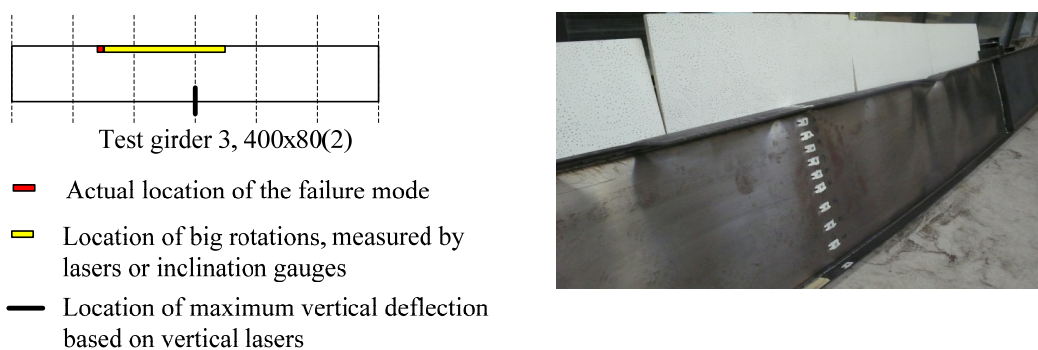 Test girder 3, 400x80(2)
Actual location of the failure mode
Location of big rotations, measured by
lasers or inclination gauges
Location of maximum vertical deflection
based on vertical lasers